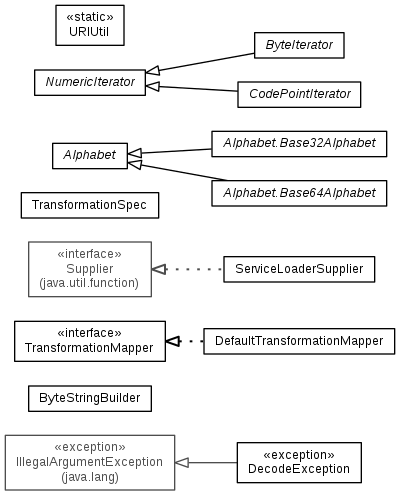 «static»
URIUtil
ByteIterator
NumericIterator
CodePointIterator
Alphabet.Base32Alphabet
Alphabet
Alphabet.Base64Alphabet
TransformationSpec
«interface»
Supplier
(java.util.function)
ServiceLoaderSupplier
«interface»
TransformationMapper
DefaultTransformationMapper
ByteStringBuilder
«exception»
IllegalArgumentException
(java.lang)
«exception»
DecodeException